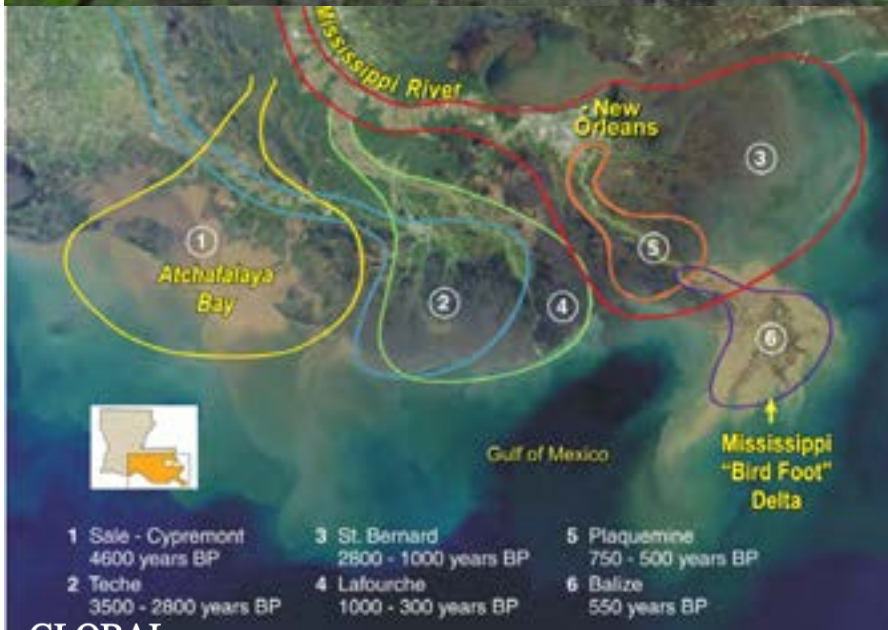 Mississippi River
New
Orleans
3
1
Atchafalaya
Bay
5
2
4
6
Gulf of Mexico
Mississippi
"Bird Foot"
Delta
1 Sale - Cypremont
4600 years BP
2 Teche
3500 - 2800 years BP
3 St. Bernard
2800 - 1000 years BP
4 Lafourche
1000 - 300 years BP
5 Plaquemine
750 - 500 years BP
6 Balize
550 years BP
GLOBAL